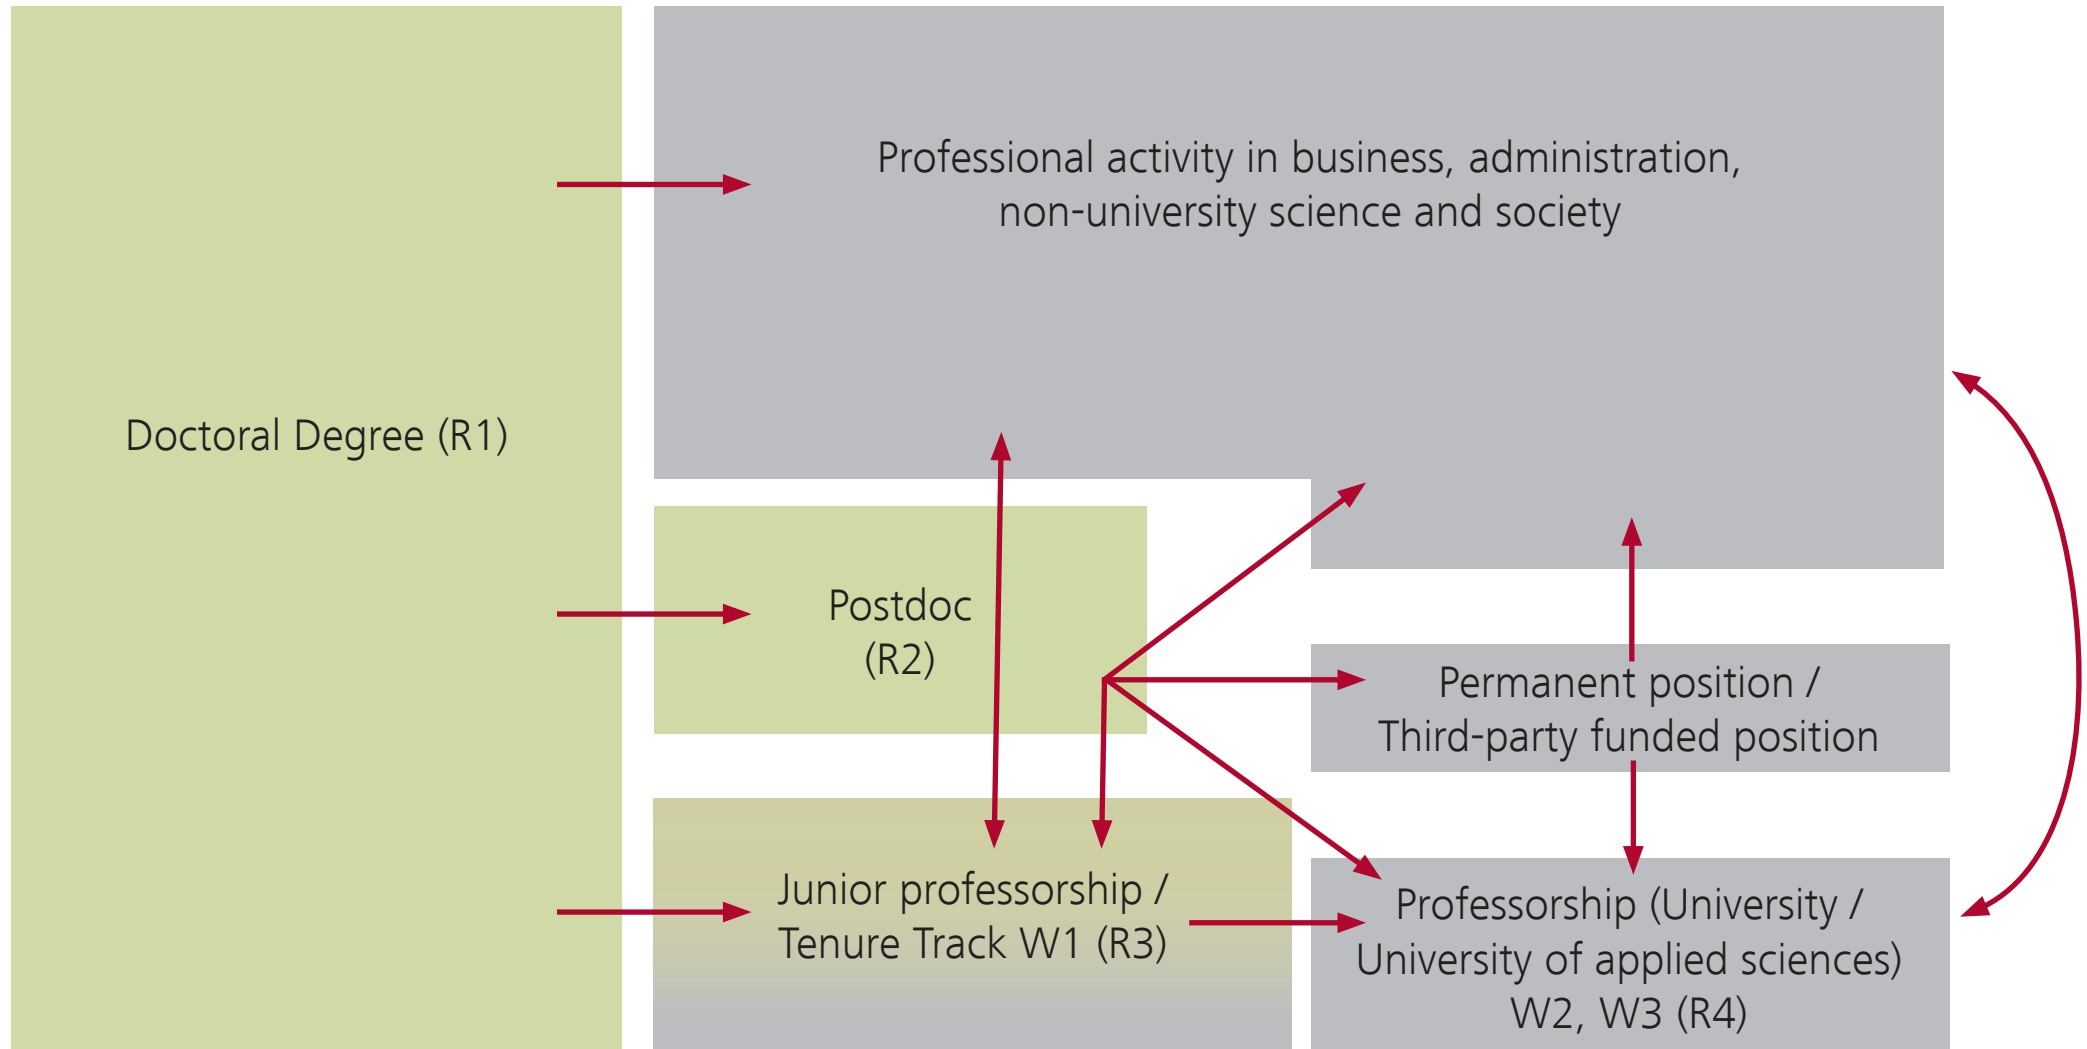 Professional activity in business, administration,
non-university science and society
Doctoral Degree (R1)
Postdoc
(R2)
Permanent position /
Third-party funded position
Junior professorship /
Tenure Track W1 (R3)
Professorship (University /
University of applied sciences)
W2, W3 (R4)